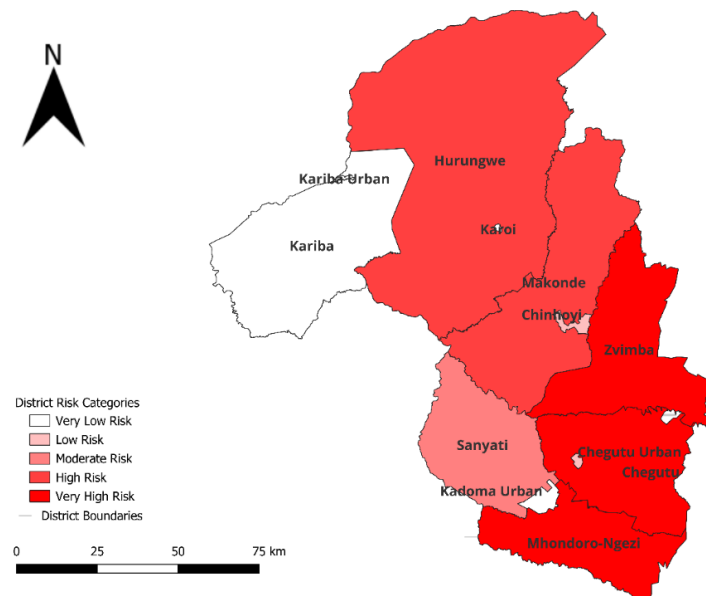 N
Hurungwe
Kariba Urban
Karoi
Kariba
Makonde
Chinhoyi
Zvimba
District Risk Categories
Very Low Risk
Low Risk
Moderate Risk
High Risk
Very High Risk
District Boundaries
Sanyati
Chegutu Urban
Chegutu
Kadoma Urban
Mhondoro-Ngezi
0 25 50 75 km